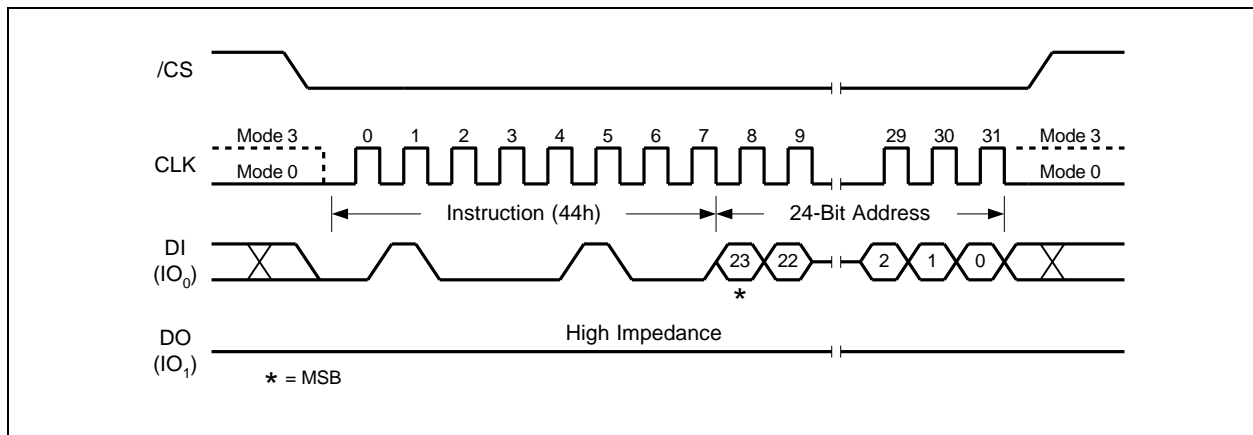 /CS
Mode 3 0 1 2 3 4 5 6 7 8 9 29 30 31 Mode 3
CLK Mode 0 Mode 0
Instruction (44h) 24-Bit Address
DI
(IO0) 23 22 2 1 0
*
DO High Impedance
(IO1)
* = MSB